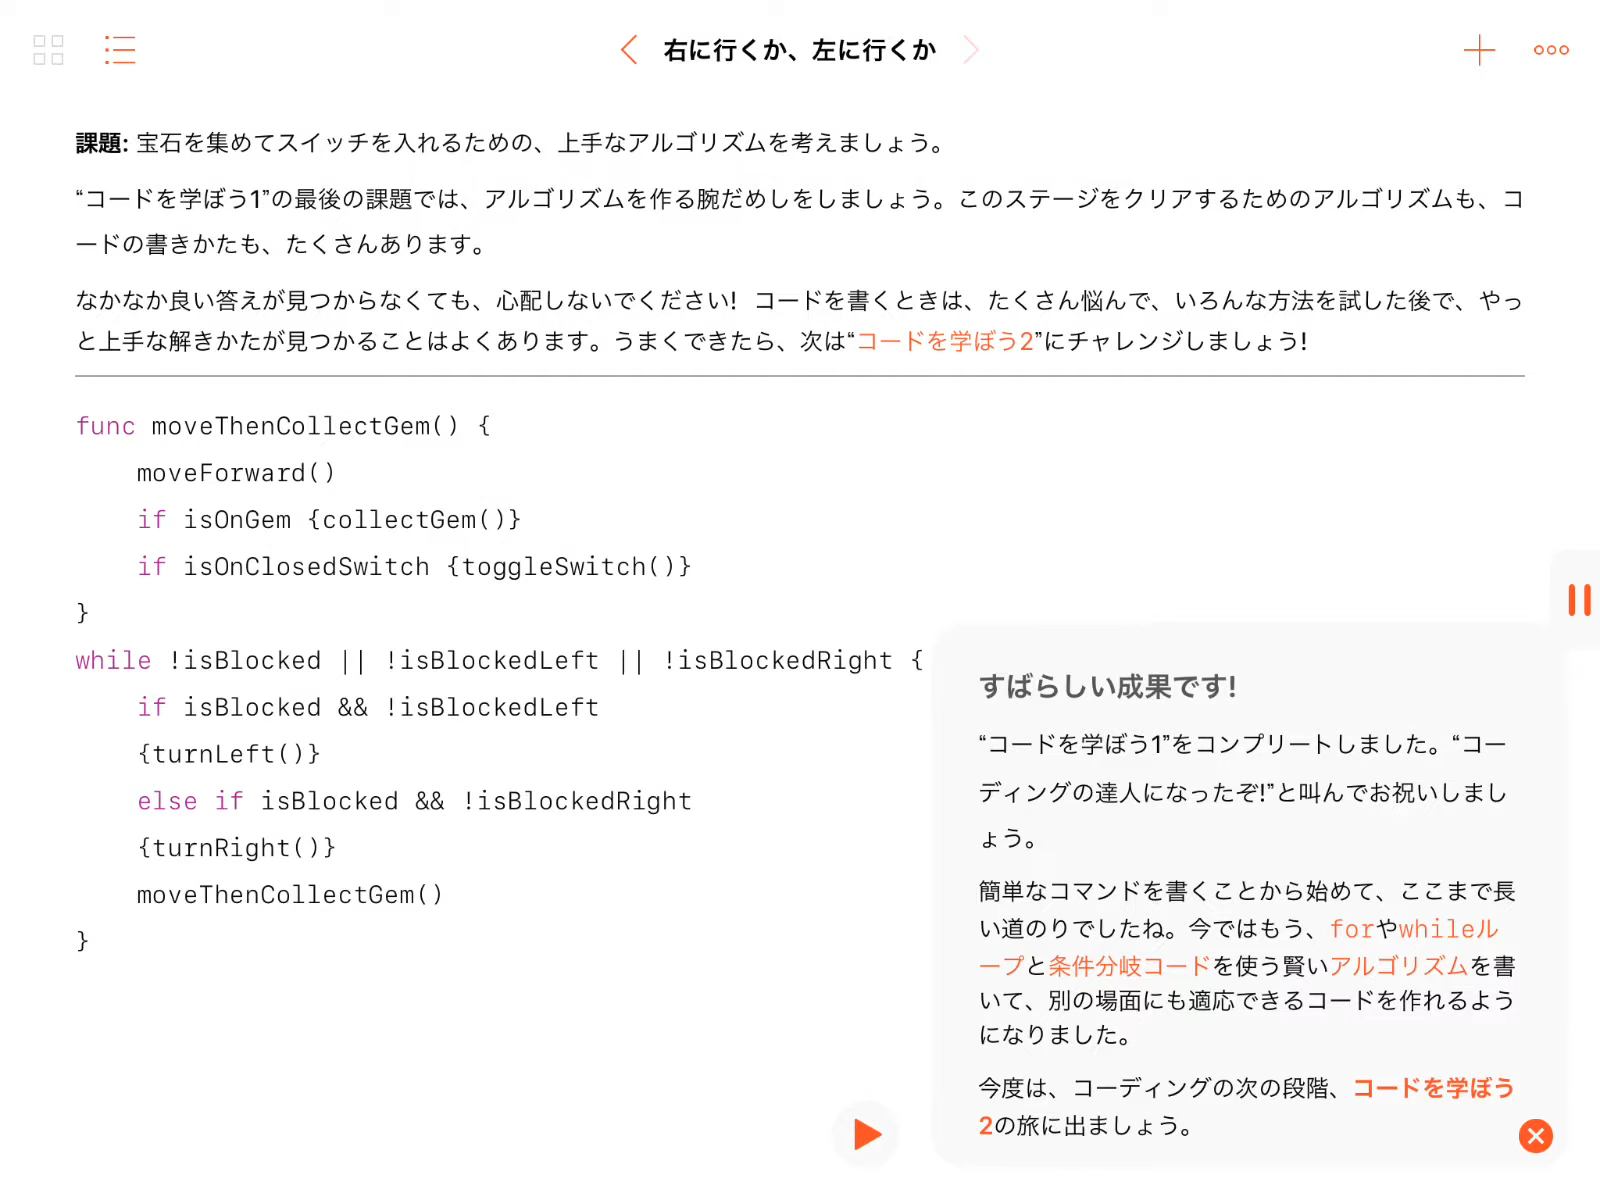 右に行くか、左に行くか
課題: 宝石を集めてスイッチを入れるための、上手なアルゴリズムを考えましょう。
“コードを学ぼう1”の最後の課題では、アルゴリズムを作る腕だめしをしましょう。このステージをクリアするためのアルゴリズムも、コ
ードの書きかたも、たくさんあります。
なかなか良い答えが見つからなくても、心配しないでください! コードを書くときは、たくさん悩んで、いろんな方法を試した後で、やっ
と上手な解きかたが見つかることはよくあります。うまくできたら、次は“コードを学ぼう2”にチャレンジしましょう!
func moveThenCollectGem() {
    moveForward()
    if isOnGem {collectGem()}
    if isOnClosedSwitch {toggleSwitch()}
}
while !isBlocked || !isBlockedLeft || !isBlockedRight {
    if isBlocked && !isBlockedLeft
    {turnLeft()}
    else if isBlocked && !isBlockedRight
    {turnRight()}
    moveThenCollectGem()
}
すばらしい成果です!
“コードを学ぼう1”をコンプリートしました。“コー
ディングの達人になったぞ!”と叫んでお祝いしまし
ょう。
簡単なコマンドを書くことから始めて、ここまで長
い道のりでしたね。今ではもう、forやwhileル
ープと条件分岐コードを使う賢いアルゴリズムを書
いて、別の場面にも適応できるコードを作れるよう
になりました。
今度は、コーディングの次の段階、コードを学ぼう
2の旅に出ましょう。